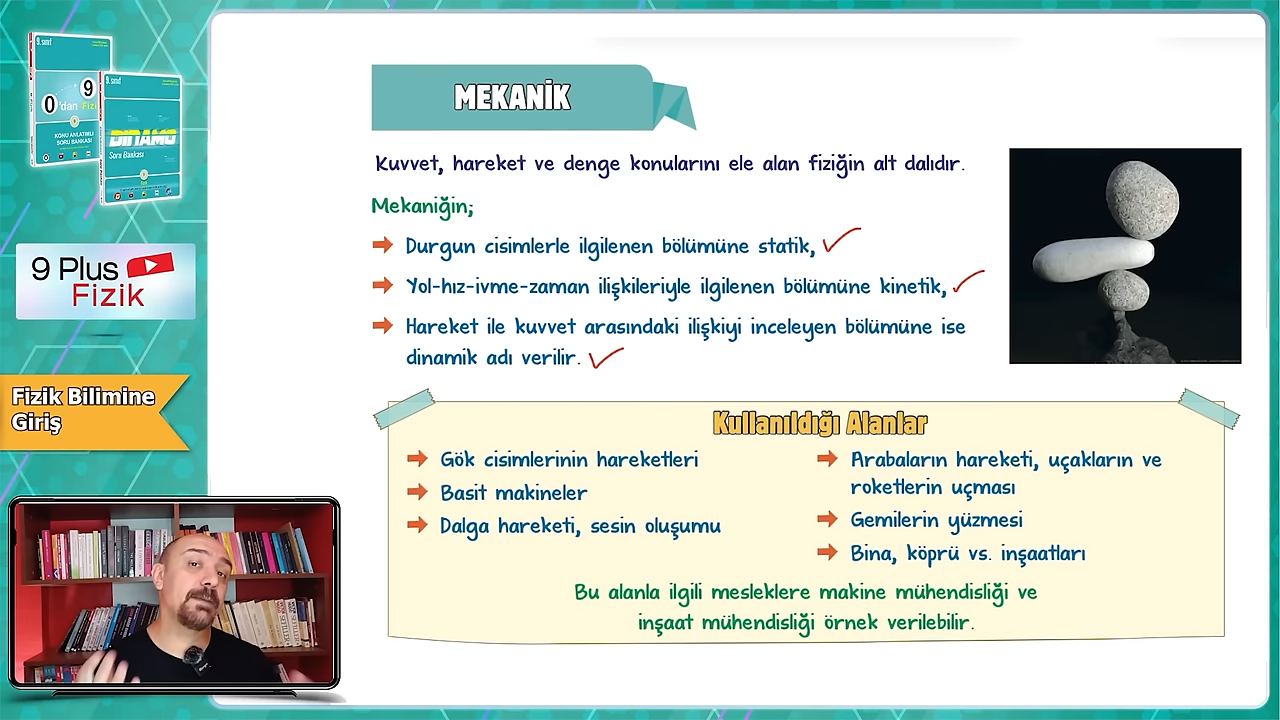 9.sınıf
9
0'dan Fizik
KONU ANLATIMLI
SORU BANKASI
9.sınıf
DİNAMO
Soru Bankası
9 Plus
Fizik
Fizik Bilimine
Giriş
MEKANİK
Kuvvet, hareket ve denge konularını ele alan fiziğin alt dalıdır.
Mekaniğin;
Durgun cisimlerle ilgilenen bölümüne statik,
Yol-hız-ivme-zaman ilişkileriyle ilgilenen bölümüne kinetik,
Hareket ile kuvvet arasındaki ilişkiyi inceleyen bölümüne ise
dinamik adı verilir.
Kullanıldığı Alanlar
Gök cisimlerinin hareketleri
Basit makineler
Dalga hareketi, sesin oluşumu
Arabaların hareketi, uçakların ve
roketlerin uçması
Gemilerin yüzmesi
Bina, köprü vs. inşaatları
Bu alanla ilgili mesleklere makine mühendisliği ve
inşaat mühendisliği örnek verilebilir.